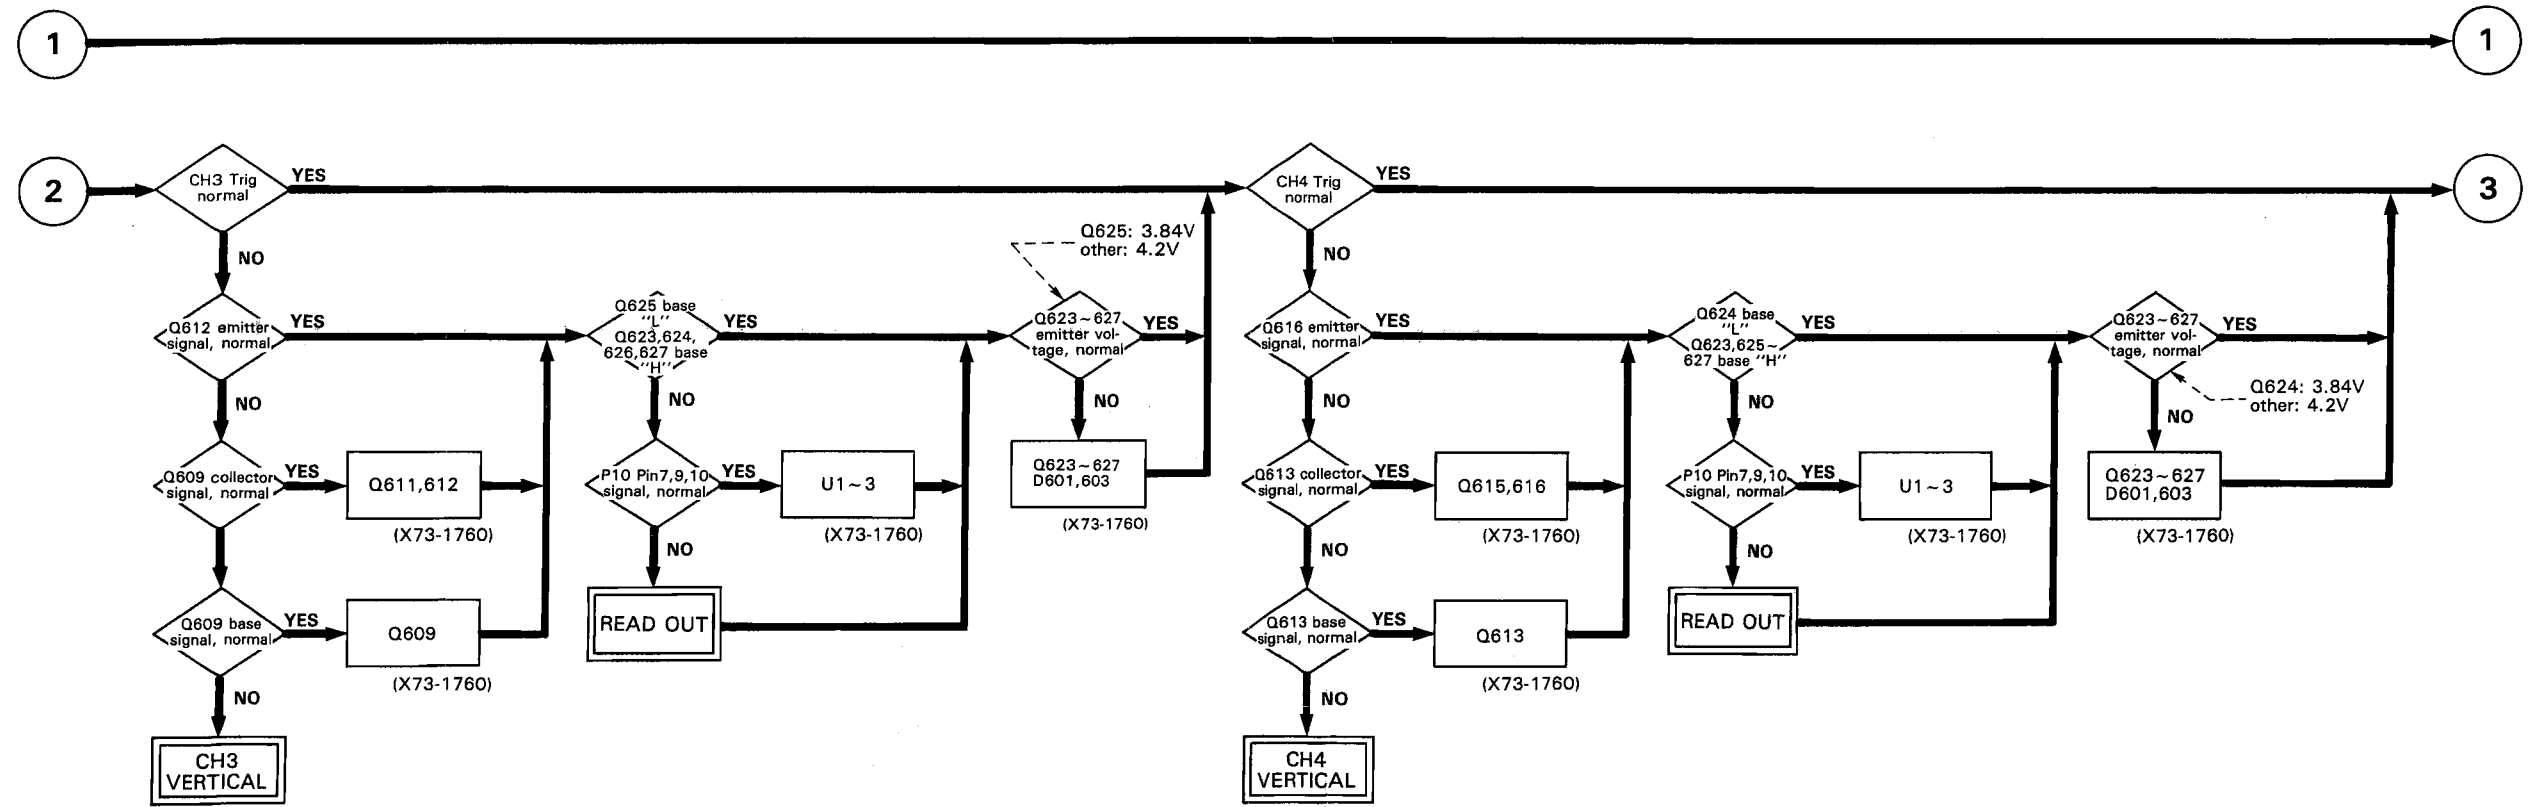 1
1
2
CH3 Trig
normal
YES
NO
Q612 emitter
signal, normal
YES
NO
Q609 collector
signal, normal
YES
Q611,612
(X73-1760)
Q609 base
signal, normal
YES
Q609
(X73-1760)
NO
CH3
VERTICAL
Q625 base
"L"
Q623,624,
626,627 base
"H"
YES
NO
P10 Pin7,9,10
signal, normal
YES
U1~3
(X73-1760)
NO
READ OUT
Q625: 3.84V
other: 4.2V
Q623~627
emitter vol-
tage, normal
YES
NO
Q623~627
D601,603
(X73-1760)
CH4 Trig
normal
YES
3
NO
Q616 emitter
signal, normal
YES
NO
Q613 collector
signal, normal
YES
Q615,616
(X73-1760)
NO
Q613 base
signal, normal
YES
Q613
(X73-1760)
NO
CH4
VERTICAL
Q624 base
"L"
Q623,625~
627 base "H"
YES
NO
P10 Pin7,9,10
signal, normal
YES
U1~3
(X73-1760)
NO
READ OUT
Q623~627
emitter vol-
tage, normal
YES
Q624: 3.84V
other: 4.2V
NO
Q623~627
D601,603
(X73-1760)